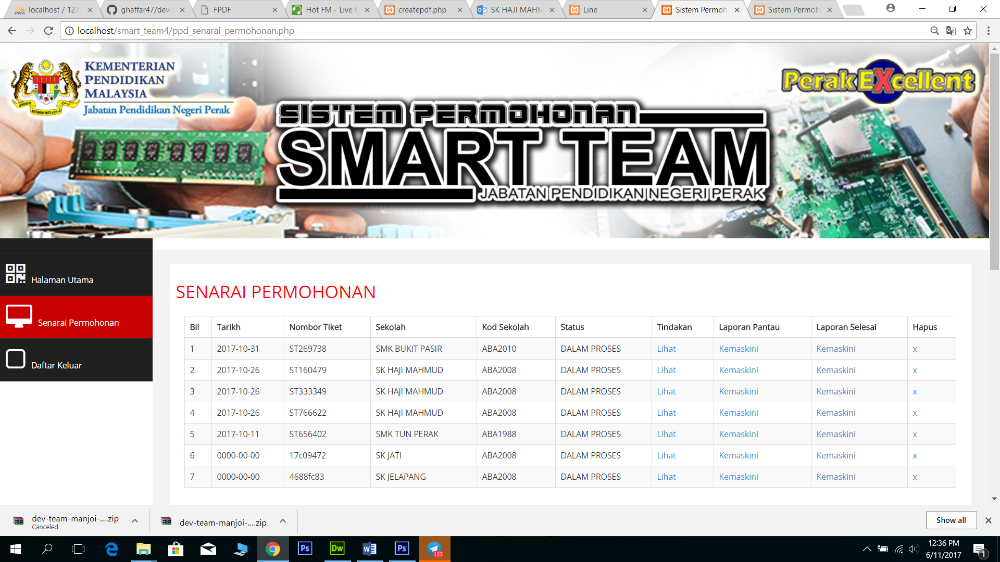 PMA
localhost / 127
ghaffar47/dev-
FPDF
Hot FM - Live
createpdf.php
SK HAJI MAHM
Line
Sistem Permoh
Sistem Permoh
localhost/smart_team4/ppd_senarai_permohonan.php
KEMENTERIAN
PENDIDIKAN
MALAYSIA
Jabatan Pendidikan Negeri Perak
PerakEXcellent
SISTEM PERMOHONAN
SMART TEAM
JABATAN PENDIDIKAN NEGERI PERAK
Halaman Utama
Senarai Permohonan
Daftar Keluar
SENARAI PERMOHONAN
Bil Tarikh Nombor Tiket Sekolah Kod Sekolah Status Tindakan Laporan Pantau Laporan Selesai Hapus
1 2017-10-31 ST269738 SMK BUKIT PASIR ABA2010 DALAM PROSES Lihat Kemaskini Kemaskini x
2 2017-10-26 ST160479 SK HAJI MAHMUD ABA2008 DALAM PROSES Lihat Kemaskini Kemaskini x
3 2017-10-26 ST333349 SK HAJI MAHMUD ABA2008 DALAM PROSES Lihat Kemaskini Kemaskini x
4 2017-10-26 ST766622 SK HAJI MAHMUD ABA2008 DALAM PROSES Lihat Kemaskini Kemaskini x
5 2017-10-11 ST656402 SMK TUN PERAK ABA1988 DALAM PROSES Lihat Kemaskini Kemaskini x
6 0000-00-00 17c09472 SK JATI ABA2008 DALAM PROSES Lihat Kemaskini Kemaskini x
7 0000-00-00 4688fc83 SK JELAPANG ABA2008 DALAM PROSES Lihat Kemaskini Kemaskini x
dev-team-manjoi-....zip
Canceled
dev-team-manjoi-....zip
Show all
Ps
Dw
Ps
123
12:36 PM
6/11/2017
1